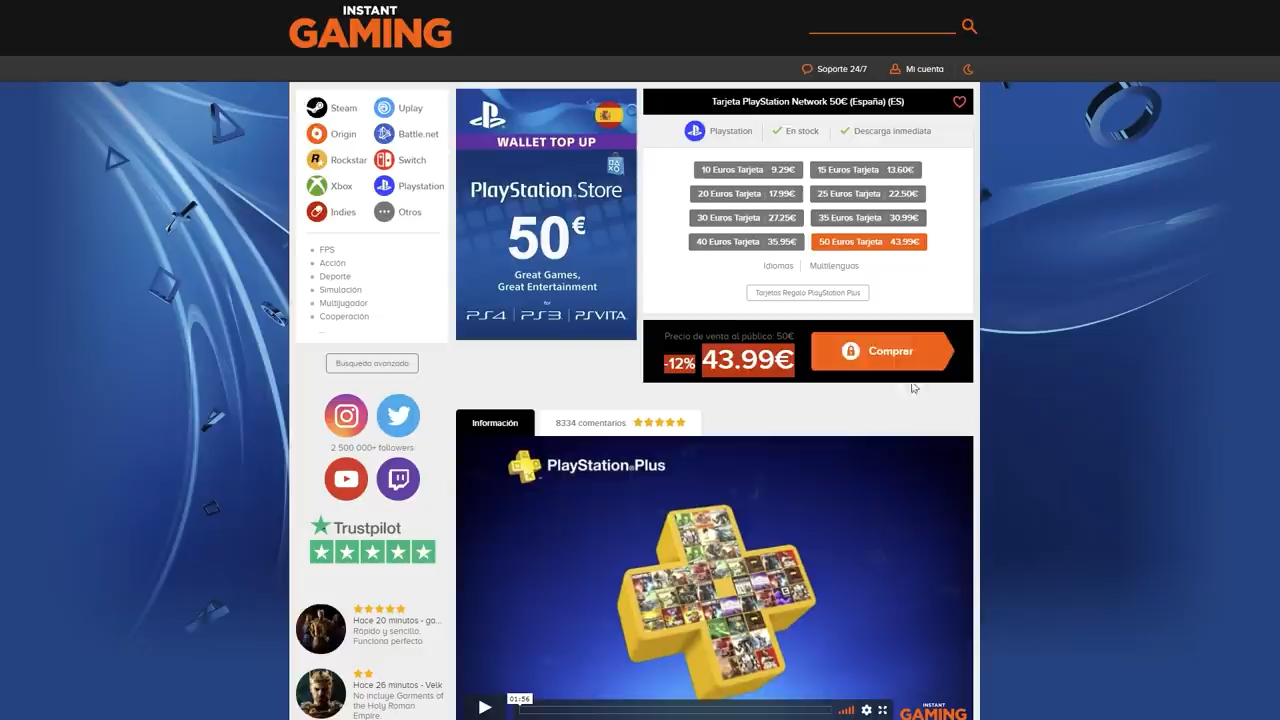 INSTANT
GAMING
Soporte 24/7
Mi cuenta
Steam
Uplay
Origin
Battle.net
Rockstar
Switch
Xbox
Playstation
Indies
Otros
FPS
Acción
Deporte
Simulación
Multijugador
Cooperación
...
Busqueda avanzada
2 500 000+ followers
Trustpilot
Hace 20 minutos - ga...
Rápido y sencillo.
Funciona perfecto
Hace 26 minutos - Velk
No incluye Garments of
the Holy Roman
Empire.
WALLET TOP UP
PlayStation.Store
50€
Great Games,
Great Entertainment
for
PS4 | PS3 | PSVITA
Tarjeta PlayStation Network 50€ (España) (ES)
Playstation
En stock
Descarga inmediata
10 Euros Tarjeta 9.29€
15 Euros Tarjeta 13.60€
20 Euros Tarjeta 17.99€
25 Euros Tarjeta 22.50€
30 Euros Tarjeta 27.25€
35 Euros Tarjeta 30.99€
40 Euros Tarjeta 35.95€
50 Euros Tarjeta 43.99€
Idiomas
Multilenguas
Tarjetas Regalo PlayStation Plus
Precio de venta al público: 50€
-12% 43.99€
Comprar
Información
8334 comentarios
PlayStation.Plus
01:56
INSTANT
GAMING